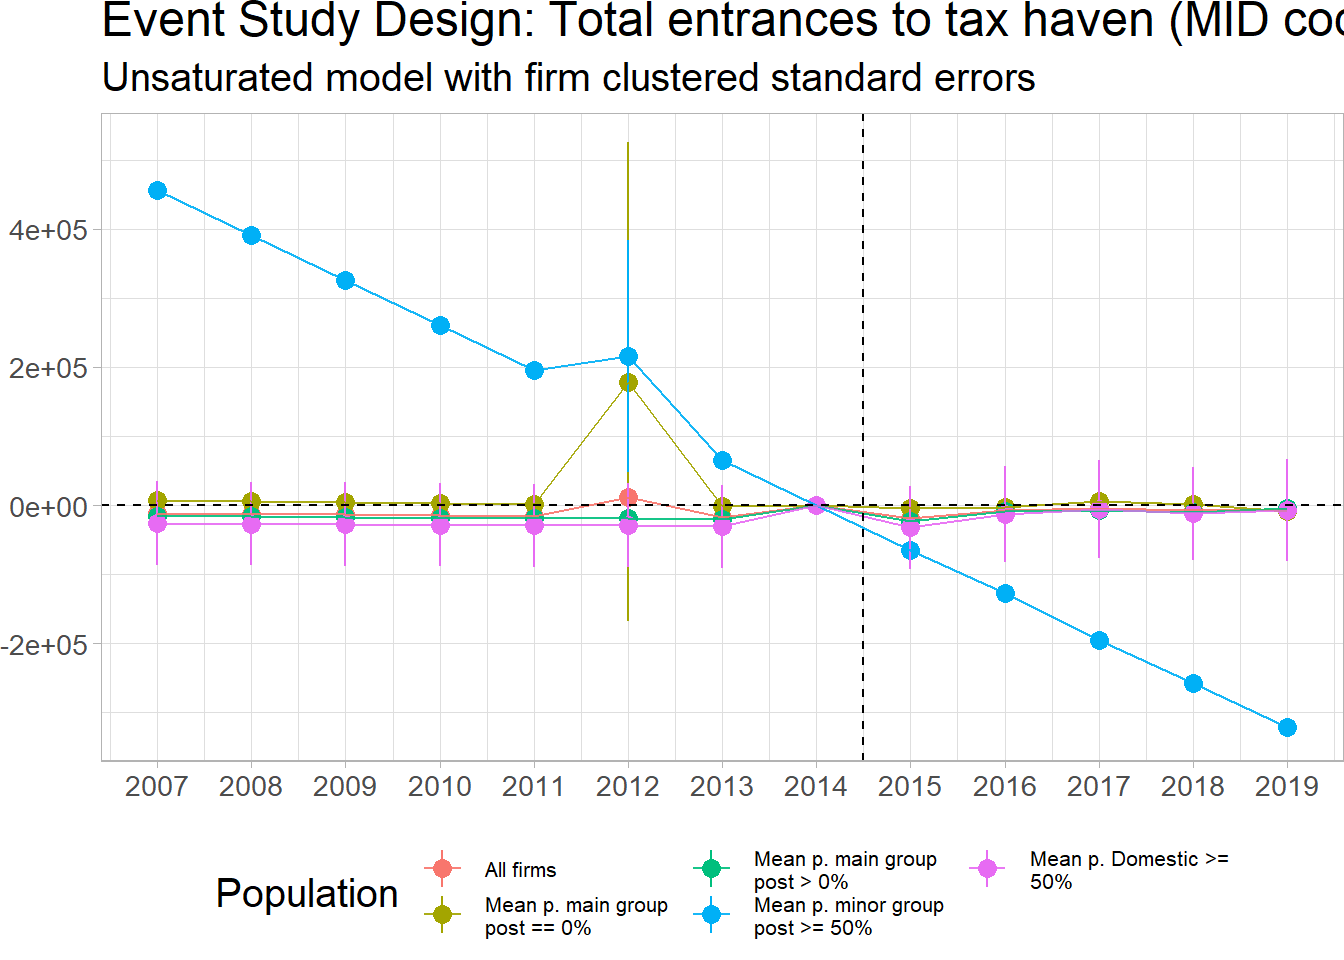 Event Study Design: Total entrances to tax haven (MID
Unsaturated model with firm clustered standard errors
4e+05
2e+05
0e+00
-2e+05
2007 2008 2009 2010 2011 2012 2013 2014 2015 2016 2017 2018 2019
Population
All firms
Mean p. main group
post == 0%
Mean p. main group
post > 0%
Mean p. minor group
post >= 50%
Mean p. Domestic >=
50%